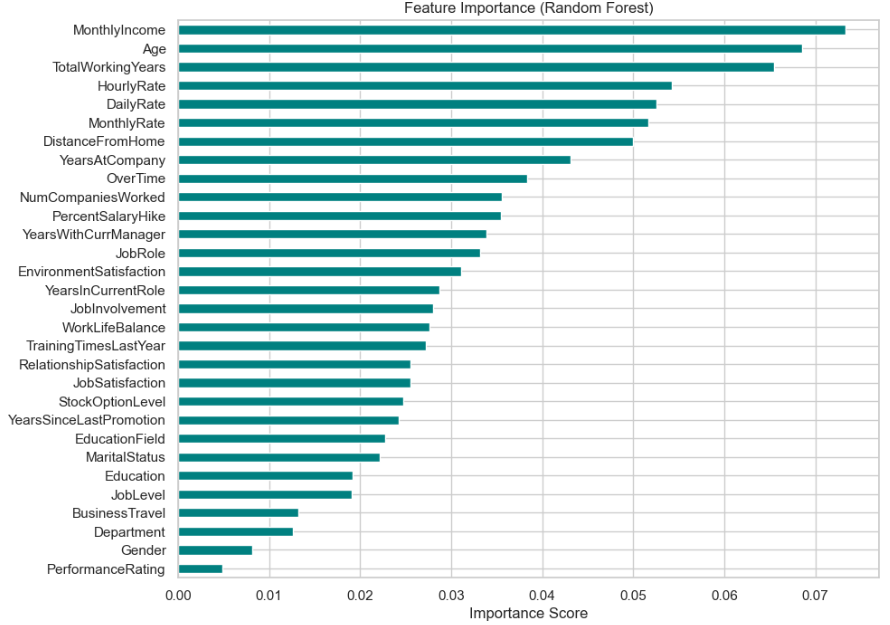 Feature Importance (Random Forest)
MonthlyIncome
Age
TotalWorkingYears
HourlyRate
DailyRate
MonthlyRate
DistanceFromHome
YearsAtCompany
OverTime
NumCompaniesWorked
PercentSalaryHike
YearsWithCurrManager
JobRole
EnvironmentSatisfaction
YearsInCurrentRole
JobInvolvement
WorkLifeBalance
TrainingTimesLastYear
RelationshipSatisfaction
JobSatisfaction
StockOptionLevel
YearsSinceLastPromotion
EducationField
MaritalStatus
Education
JobLevel
BusinessTravel
Department
Gender
PerformanceRating
0.00 0.01 0.02 0.03 0.04 0.05 0.06 0.07
Importance Score